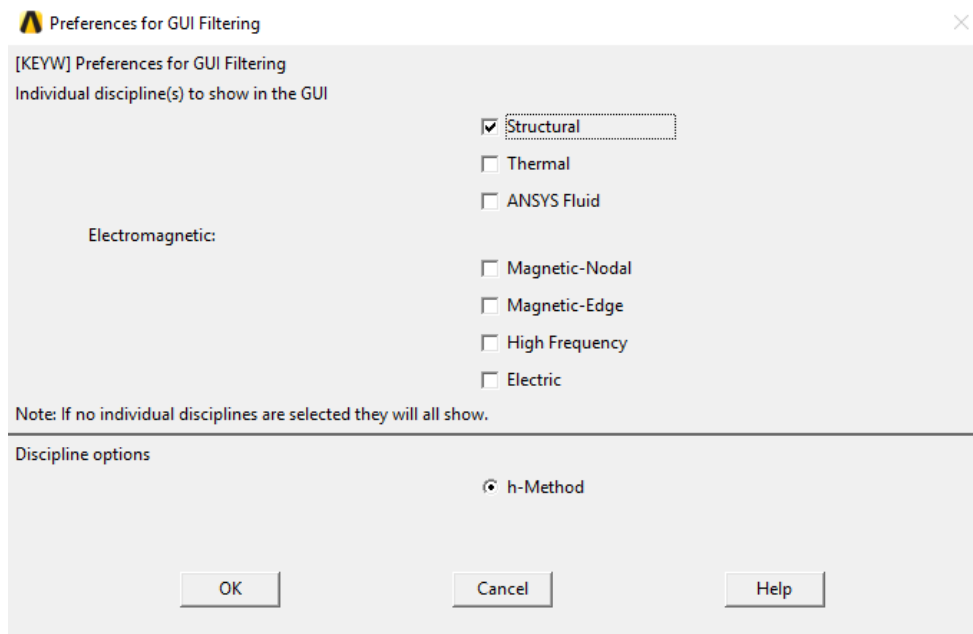 Preferences for GUI Filtering
[KEYW] Preferences for GUI Filtering
Individual discipline(s) to show in the GUI
Structural
Thermal
ANSYS Fluid
Electromagnetic:
Magnetic-Nodal
Magnetic-Edge
High Frequency
Electric
Note: If no individual disciplines are selected they will all show.
Discipline options
h-Method
OK Cancel Help